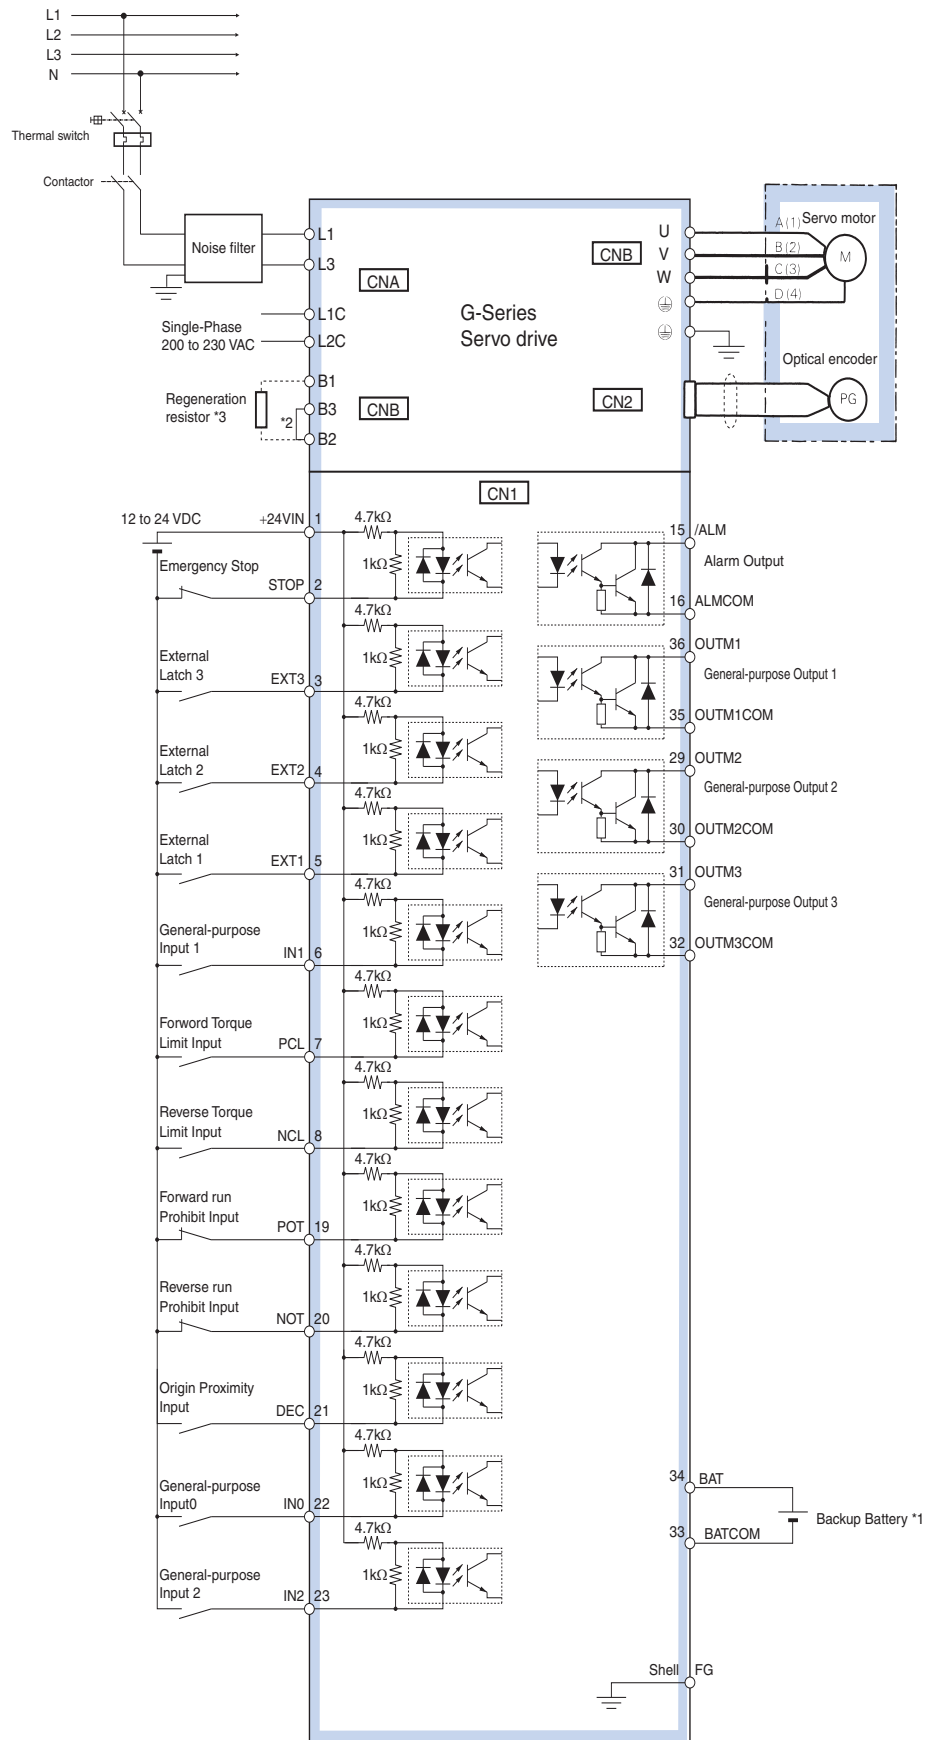 L1
L2
L3
N
Thermal switch
Contactor
Noise filter
L1
L3
CNA
L1C
L2C
Single-Phase
200 to 230 VAC
B1
B3
B2
CNB
Regeneration
resistor *3
*2
G-Series
Servo drive
CNB
U
V
W
A (1)
B (2)
C (3)
D (4)
Servo motor
M
CN2
Optical encoder
PG
CN1
12 to 24 VDC
+24VIN 1
4.7kΩ
1kΩ
Emergency Stop
STOP 2
4.7kΩ
1kΩ
External
Latch 3
EXT3 3
4.7kΩ
1kΩ
External
Latch 2
EXT2 4
4.7kΩ
1kΩ
External
Latch 1
EXT1 5
4.7kΩ
1kΩ
General-purpose
Input 1
IN1 6
4.7kΩ
1kΩ
Forword Torque
Limit Input
PCL 7
4.7kΩ
1kΩ
Reverse Torque
Limit Input
NCL 8
4.7kΩ
1kΩ
Forward run
Prohibit Input
POT 19
4.7kΩ
1kΩ
Reverse run
Prohibit Input
NOT 20
4.7kΩ
1kΩ
Origin Proximity
Input
DEC 21
4.7kΩ
1kΩ
General-purpose
Input0
IN0 22
4.7kΩ
1kΩ
General-purpose
Input 2
IN2 23
15 /ALM
Alarm Output
16 ALMCOM
36 OUTM1
General-purpose Output 1
35 OUTM1COM
29 OUTM2
General-purpose Output 2
30 OUTM2COM
31 OUTM3
General-purpose Output 3
32 OUTM3COM
34 BAT
Backup Battery *1
33 BATCOM
Shell FG